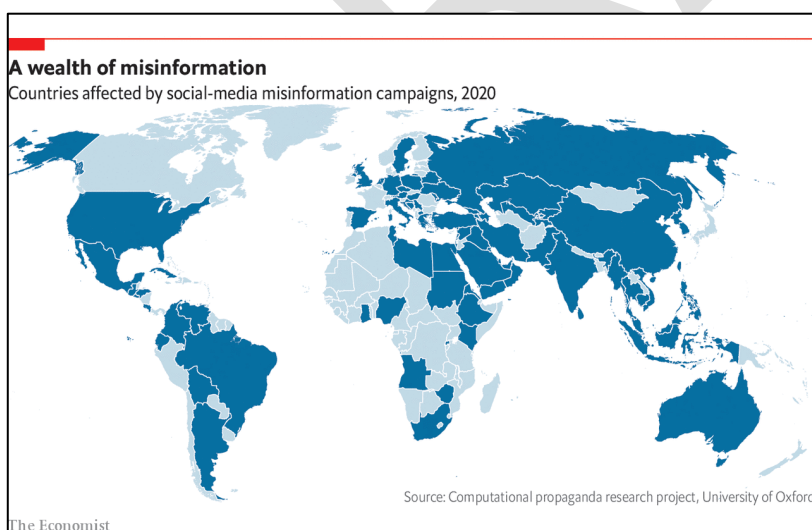 A wealth of misinformation
Countries affected by social-media misinformation campaigns, 2020
Source: Computational propaganda research project, University of Oxford
The Economist